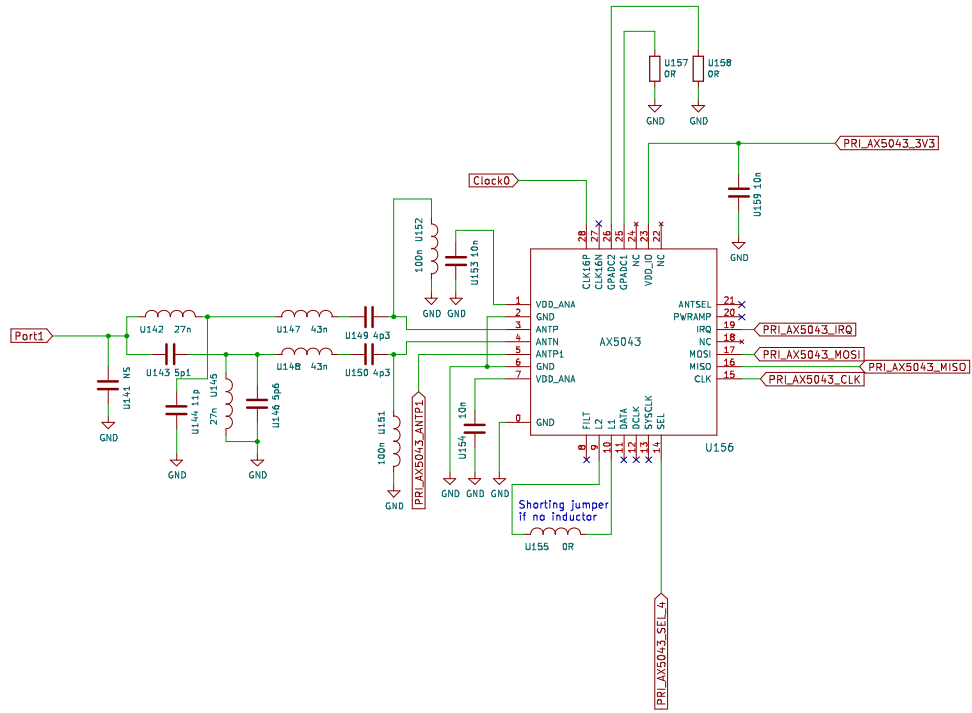 U157
0R
U158
0R
GND
GND
PRI_AX5043_3V3
Clock0
U159 10n
GND
U152
100n
U153 10n
GND
GND
28
27
26
25
24
23
22
CLK16P
CLK16N
GPADC2
GPADC1
NC
VDD_IO
NC
1 VDD_ANA
2 GND
3 ANTP
4 ANTN
5 ANTP1
6 GND
7 VDD_ANA
0 GND
AX5043
ANTSEL 21
PWRAMP 20
IRQ 19
NC 18
MOSI 17
MISO 16
CLK 15
PRI_AX5043_IRQ
PRI_AX5043_MOSI
PRI_AX5043_MISO
PRI_AX5043_CLK
Port1
U142 27n
U147 43n
U149 4p3
U143 5p1
U148 43n
U150 4p3
U141 NS
GND
U144 11p
GND
U145
27n
U146 6p6
GND
U151
100n
GND
PRI_AX5043_ANTP1
10n
U154
GND
GND
GND
FILT
L2
L1
DATA
DCLK
SYSCLK
SEL
8
9
10
11
12
13
14
U156
Shorting jumper
if no inductor
U155 0R
PRI_AX5043_SEL_4